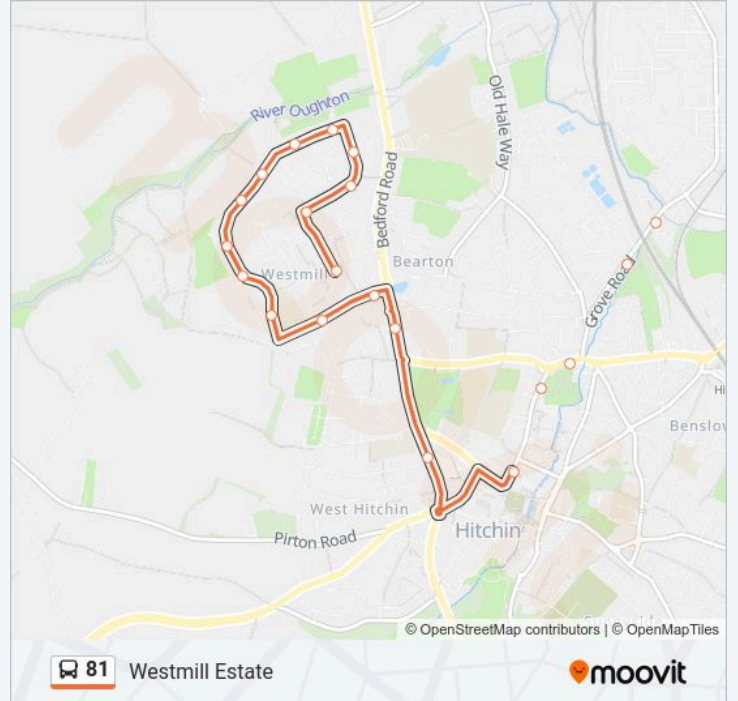 River Oughton
Old Hale Way
Bedford Road
Westmill
Bearton
Grove Road
Hi
Benslow
West Hitchin
Pirton Road
Hitchin
© OpenStreetMap contributors | © OpenMapTiles
81 Westmill Estate
moovit